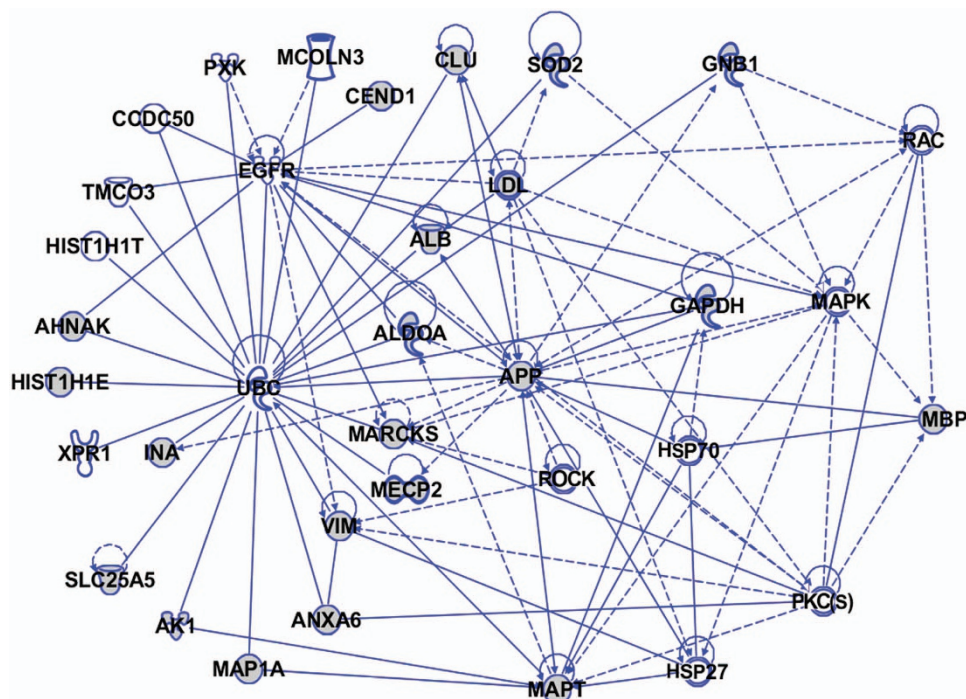 MCOLN3
PXK
CLU
SOD2
GNB1
CEND1
CCDC50
RAC
EGFR
TMCO3
LDL
HIST1H1T
ALB
AHNAK
ALDOA
GAPDH
MAPK
HIST1H1E
UBC
APP
MBP
XPR1
INA
MARCKS
HSP70
MECP2
ROCK
VIM
SLC25A5
PKC(S)
AK1
ANXA6
MAP1A
MAPT
HSP27